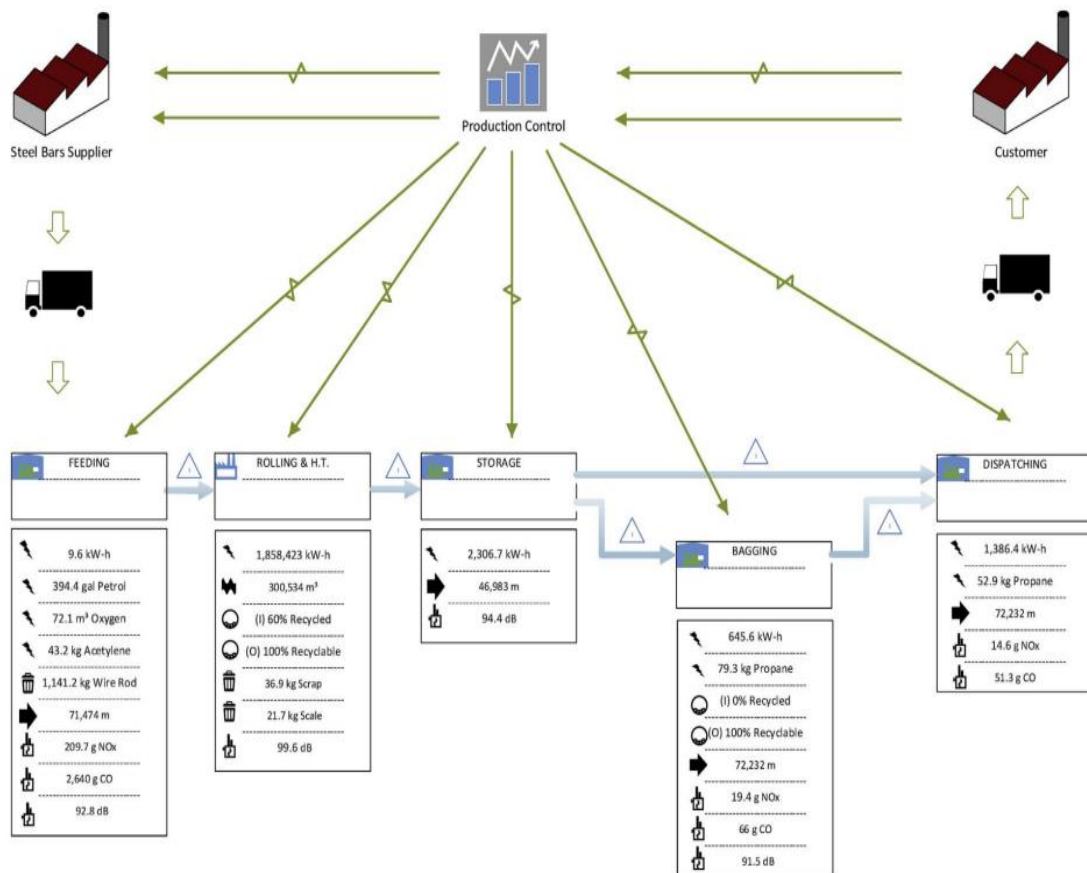 Production Control
Steel Bars Supplier
Customer
FEEDING
9.6 kW-h
394.4 gal Petrol
72.1 m³ Oxygen
43.2 kg Acetylene
1,141.2 kg Wire Rod
71,474 m
209.7 g NOx
2,640 g CO
92.8 dB
ROLLING & H.T.
1,858,423 kW-h
300,534 m³
(I) 60% Recycled
(O) 100% Recyclable
36.9 kg Scrap
21.7 kg Scale
99.6 dB
STORAGE
2,306.7 kW-h
46,983 m
94.4 dB
BAGGING
645.6 kW-h
79.3 kg Propane
(I) 0% Recycled
(O) 100% Recyclable
72,232 m
19.4 g NOx
66 g CO
91.5 dB
DISPATCHING
1,386.4 kW-h
52.9 kg Propane
72,232 m
14.6 g NOx
51.3 g CO